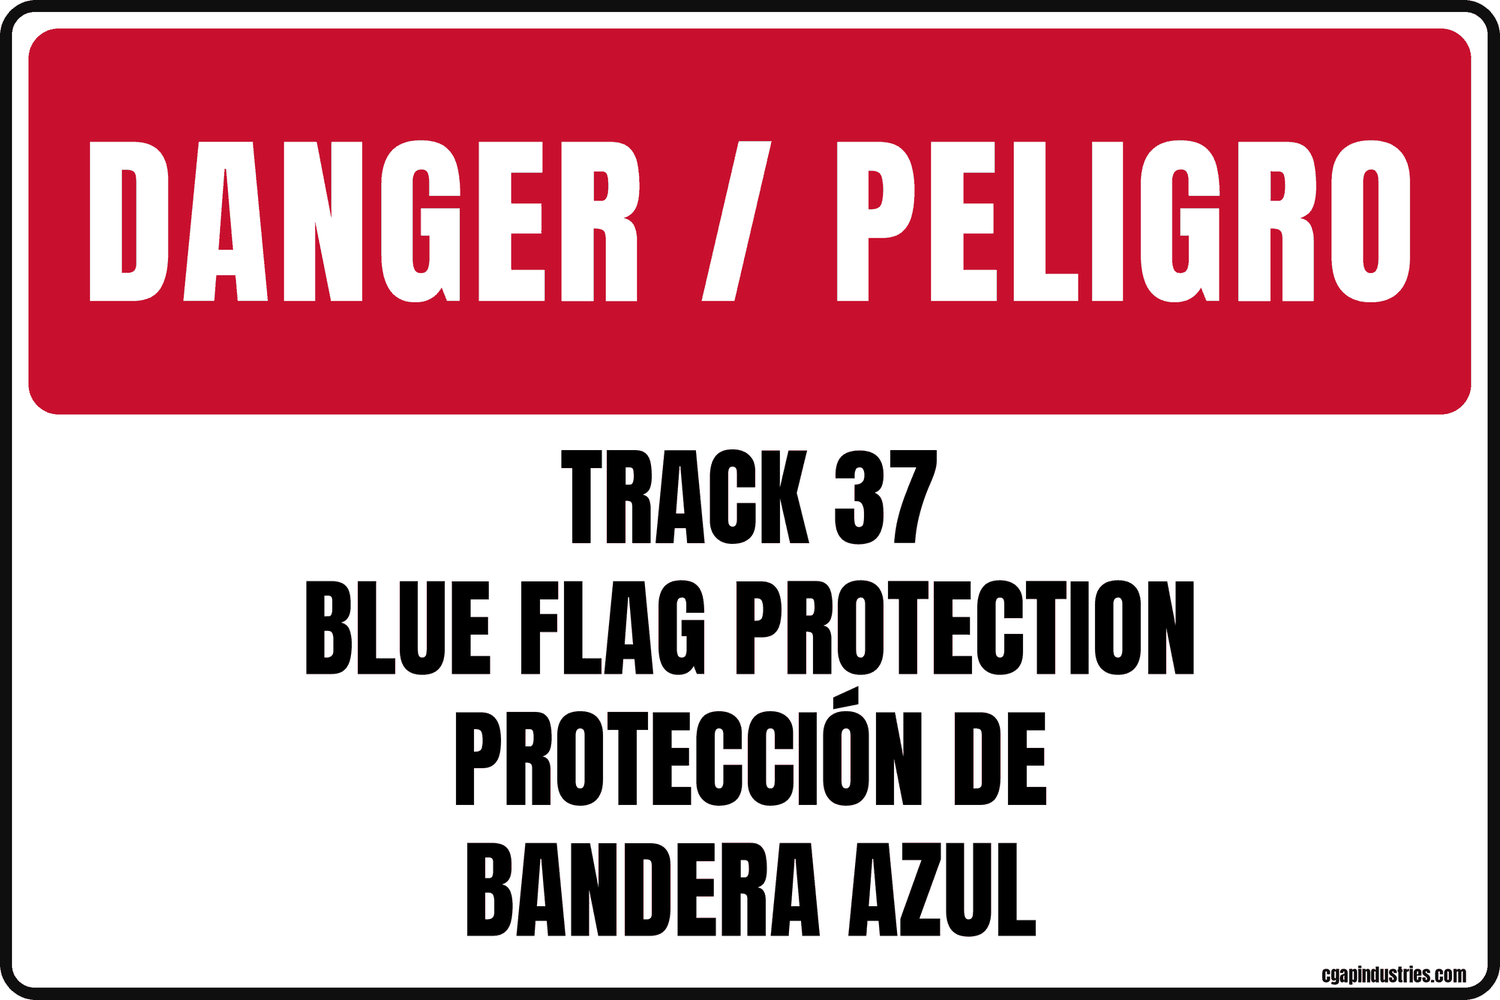 DANGER / PELIGRO
TRACK 37
BLUE FLAG PROTECTION
PROTECCIÓN DE
BANDERA AZUL
cgapindustries.com